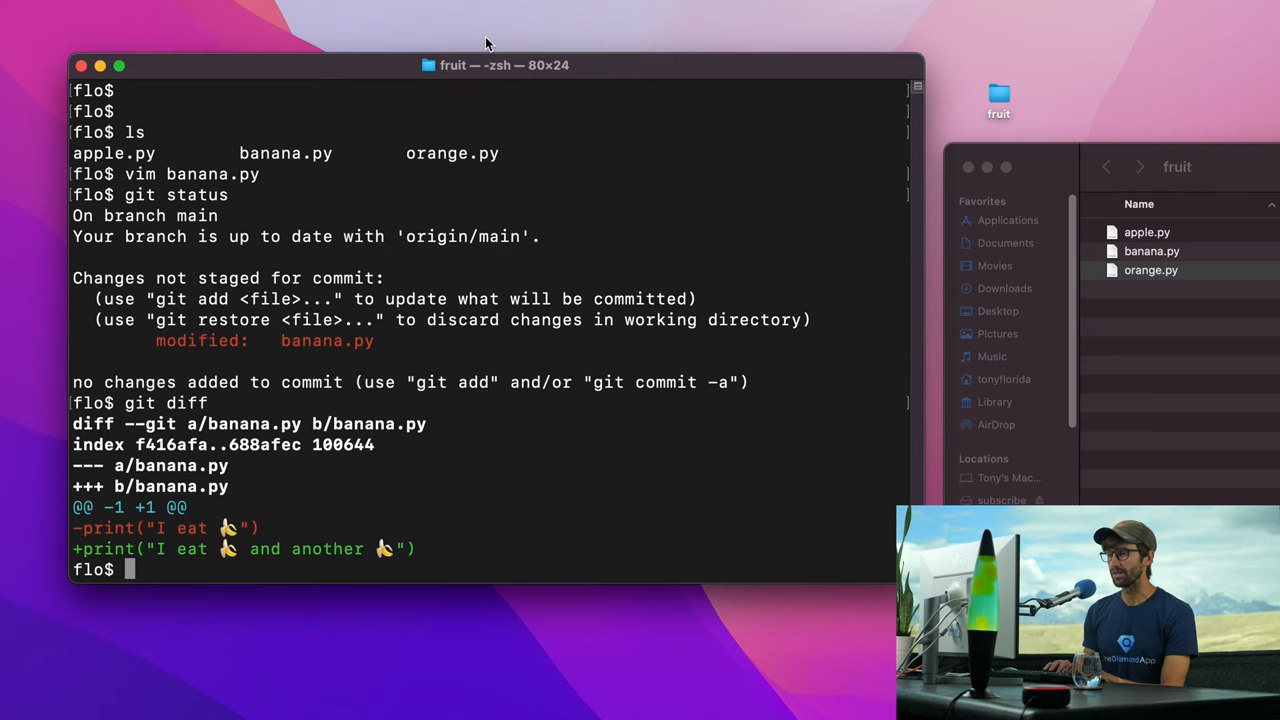 fruit — -zsh — 80×24
flo$
flo$
flo$ ls
apple.py banana.py orange.py
flo$ vim banana.py
flo$ git status
On branch main
Your branch is up to date with 'origin/main'.
Changes not staged for commit:
(use "git add <file>..." to update what will be committed)
(use "git restore <file>..." to discard changes in working directory)
modified: banana.py
no changes added to commit (use "git add" and/or "git commit -a")
flo$ git diff
diff --git a/banana.py b/banana.py
index f416afa..688afec 100644
--- a/banana.py
+++ b/banana.py
@@ -1 +1 @@
-print("I eat 🍌")
+print("I eat 🍌 and another 🍌")
flo$
fruit
fruit
Favorites
Applications
Documents
Movies
Downloads
Desktop
Pictures
Music
tonyflorida
Library
AirDrop
Locations
Tony's Mac...
subscribe
Name
apple.py
banana.py
orange.py